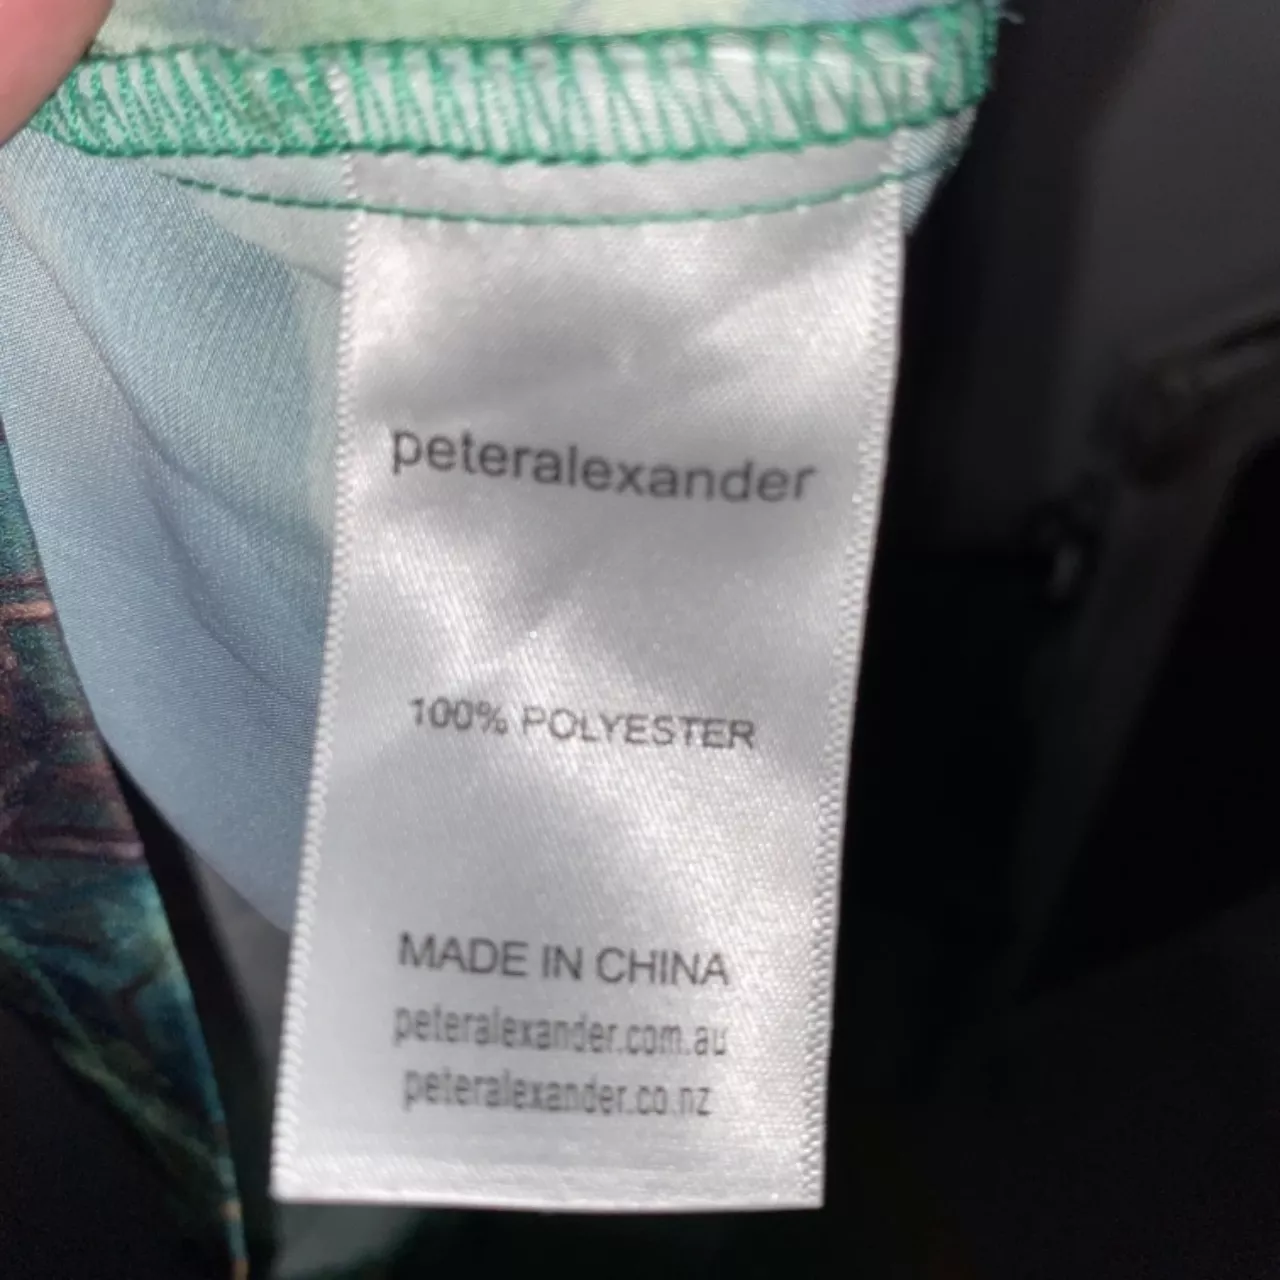 peteralexander
100% POLYESTER
MADE IN CHINA
peteralexander.com.au
peteralexander.co.nz